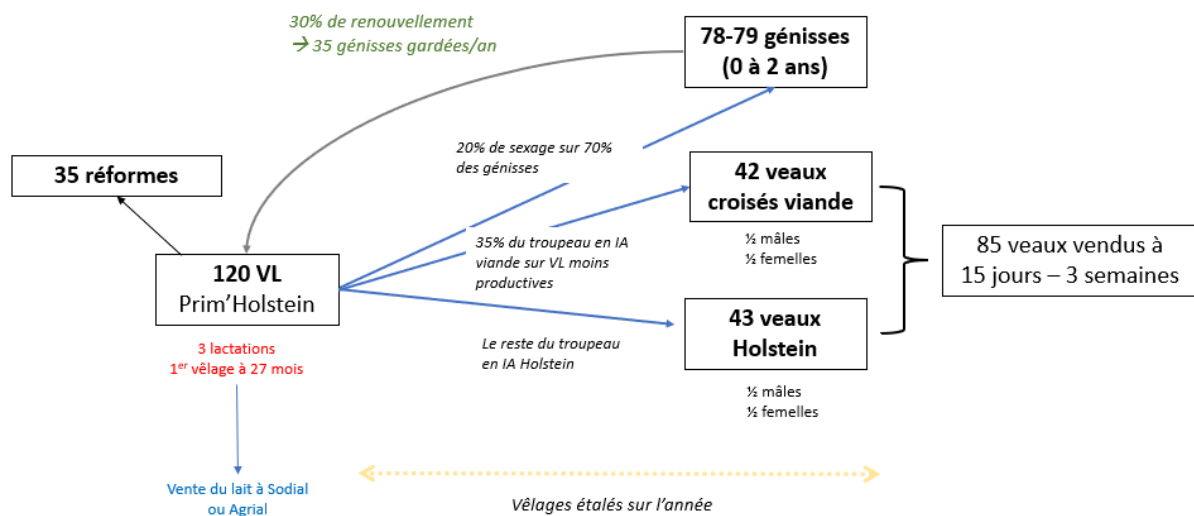 30% de renouvellement
→ 35 génisses gardées/an
78-79 génisses
(0 à 2 ans)
20% de sexage sur 70%
des génisses
35 réformes
42 veaux
croisés viande
½ mâles
½ femelles
35% du troupeau en IA
viande sur VL moins
productives
85 veaux vendus à
15 jours – 3 semaines
120 VL
Prim'Holstein
43 veaux
Holstein
½ mâles
½ femelles
Le reste du troupeau
en IA Holstein
3 lactations
1er vêlage à 27 mois
Vente du lait à Sodial
ou Agrial
Vêlages étalés sur l'année